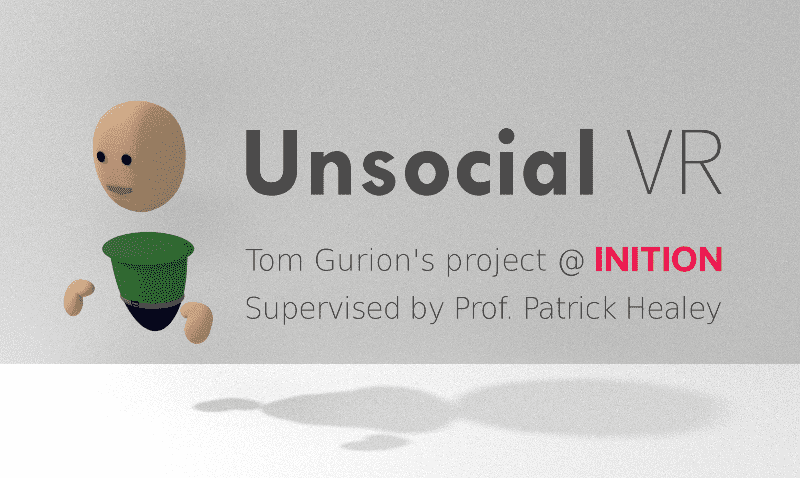 Unsocial VR
Tom Gurion's project @ INITION
Supervised by Prof. Patrick Healey